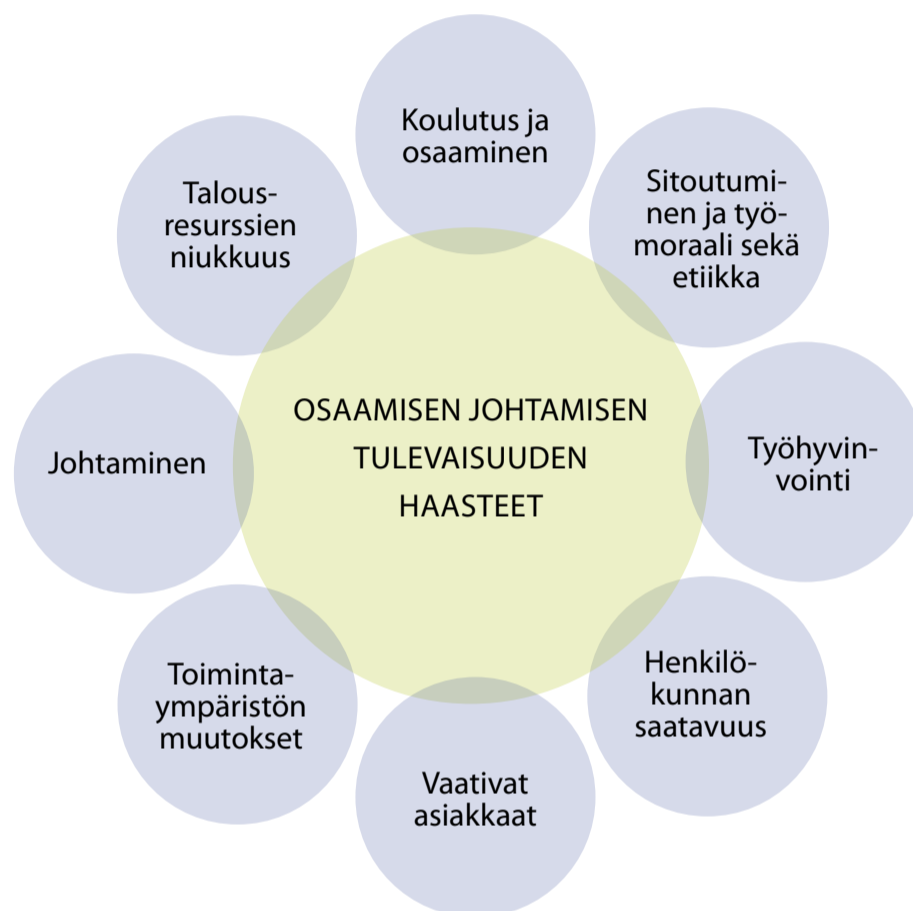 Koulutus ja
osaaminen
Sitoutumi-
nen ja työ-
moraali sekä
etiikka
Työhyvin-
vointi
Henkilö-
kunnan
saatavuus
Vaativat
asiakkaat
Toiminta-
ympäristön
muutokset
Johtaminen
Talous-
resurssien
niukkuus
OSAAMISEN JOHTAMISEN
TULEVAISUUDEN
HAASTEET